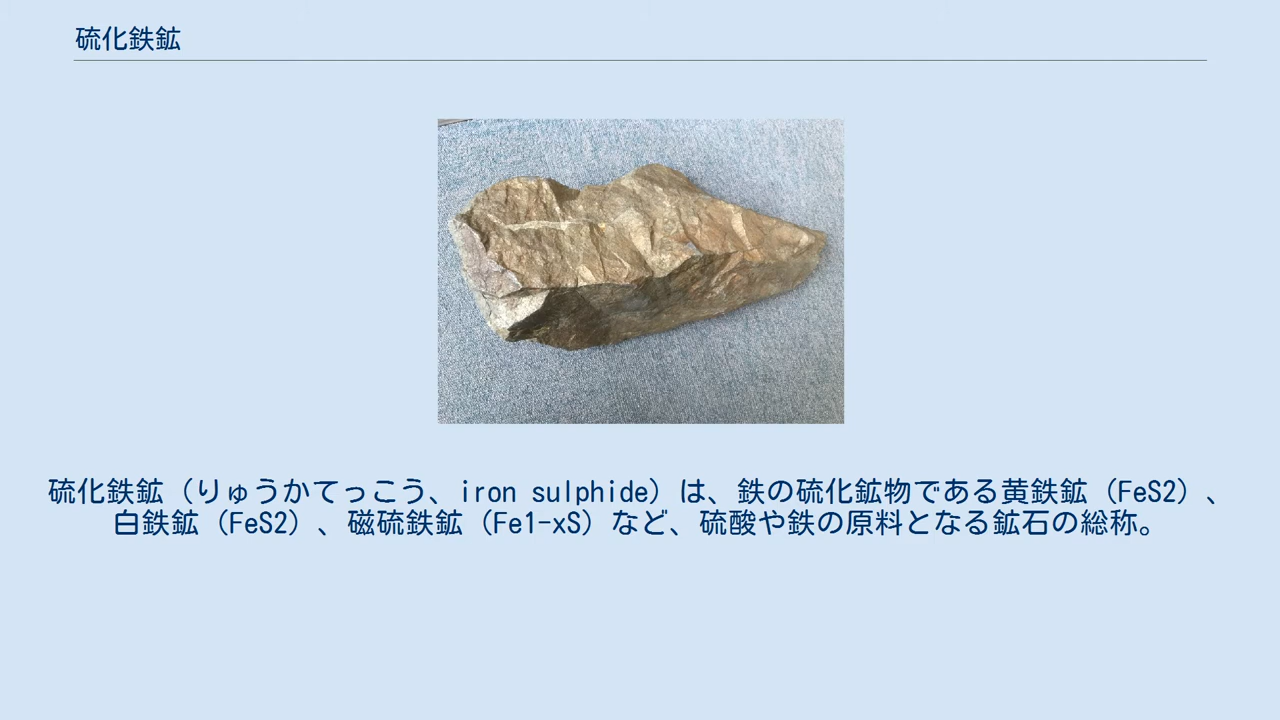 硫化鉄鉱
硫化鉄鉱（りゅうかてっこう、iron sulphide）は、鉄の硫化鉱物である黄鉄鉱（FeS2）、
白鉄鉱（FeS2）、磁硫鉄鉱（Fe1-xS）など、硫酸や鉄の原料となる鉱石の総称。